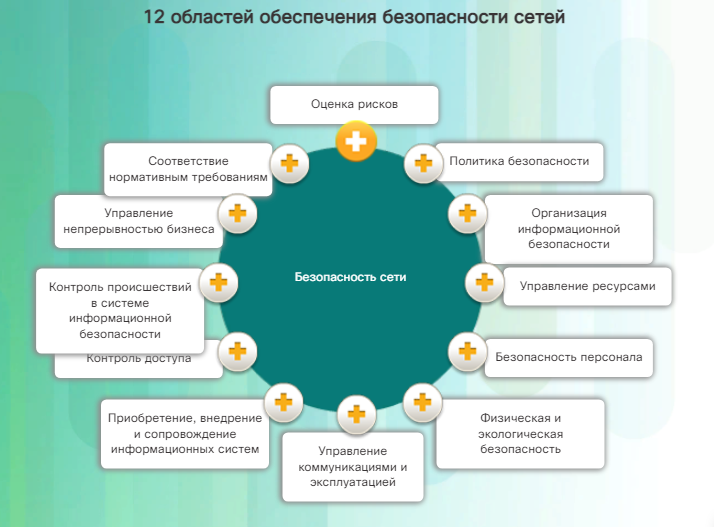 12 областей обеспечения безопасности сетей
Оценка рисков
Политика безопасности
Организация
информационной
безопасности
Управление ресурсами
Безопасность персонала
Физическая и
экологическая
безопасность
Управление
коммуникациями и
эксплуатацией
Приобретение, внедрение
и сопровождение
информационных систем
Контроль доступа
Контроль происшествий
в системе
информационной
безопасности
Управление
непрерывностью бизнеса
Соответствие
нормативным требованиям
Безопасность сети